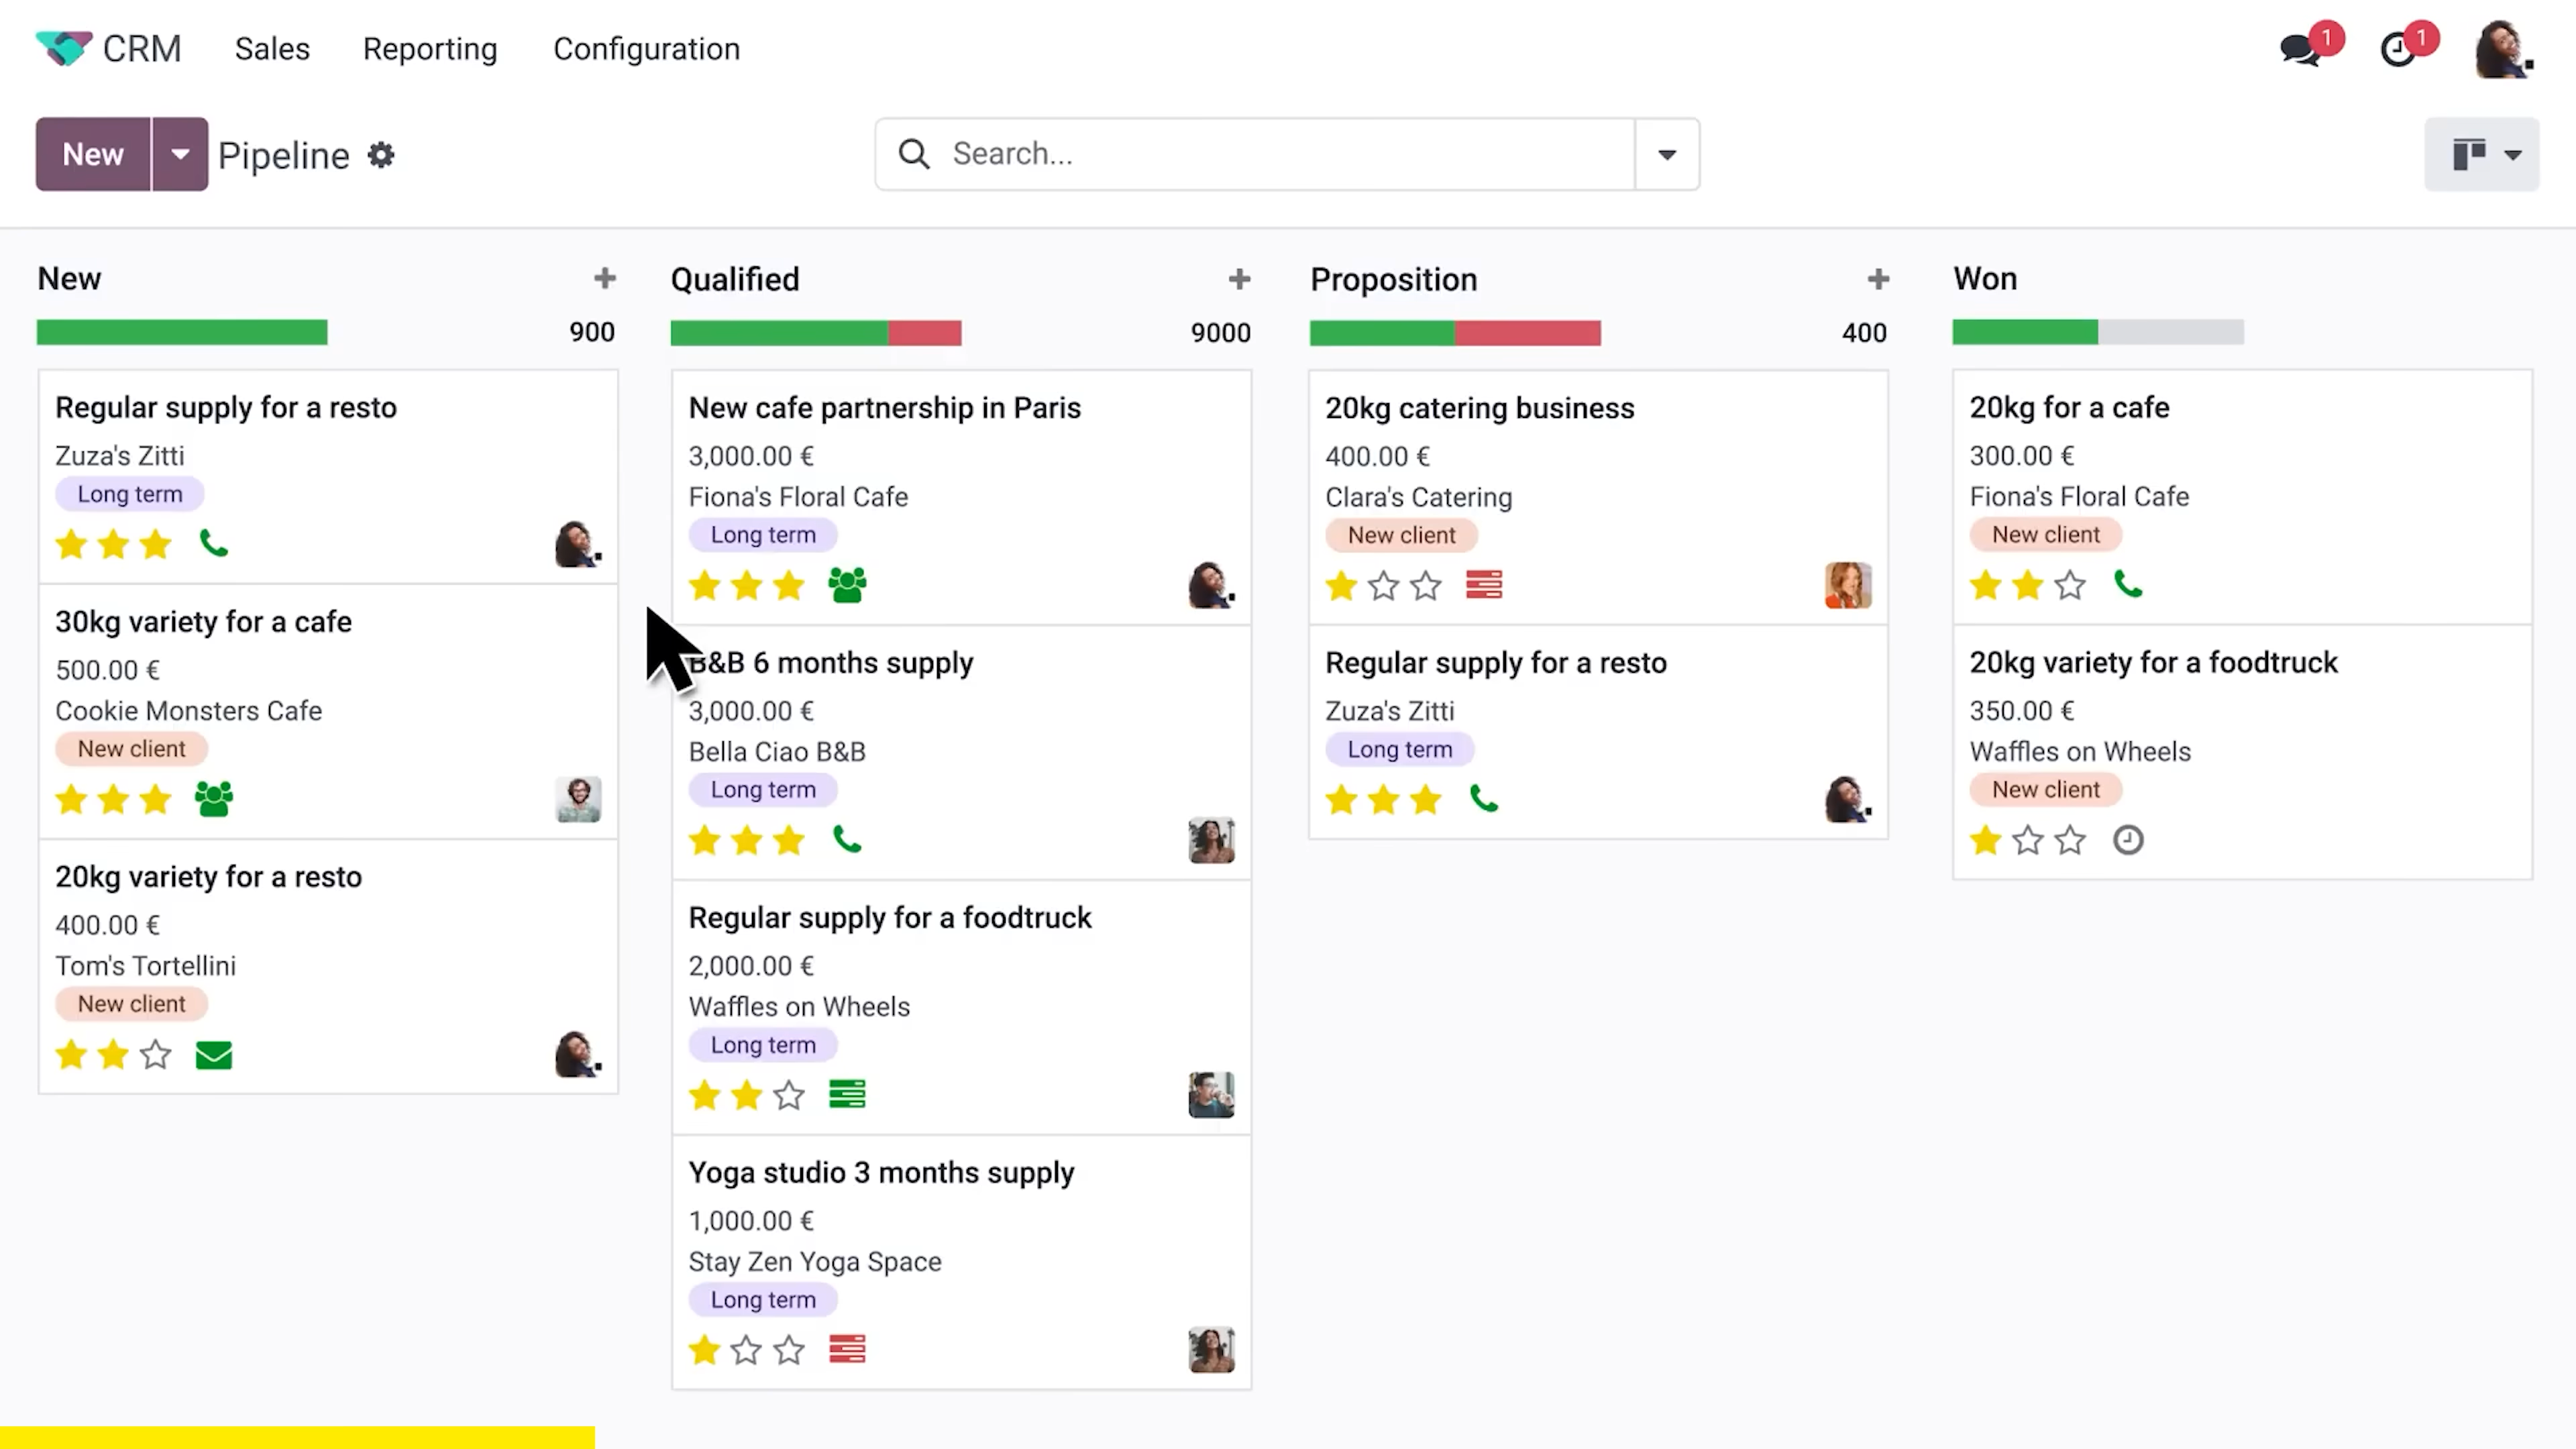 CRM Sales Reporting Configuration 1 1
New Pipeline Search...
New
900
Regular supply for a resto
Zuza's Zitti
Long term
30kg variety for a cafe
500.00 €
Cookie Monsters Cafe
New client
20kg variety for a resto
400.00 €
Tom's Tortellini
New client
Qualified
9000
New cafe partnership in Paris
3,000.00 €
Fiona's Floral Cafe
Long term
B&B 6 months supply
3,000.00 €
Bella Ciao B&B
Long term
Regular supply for a foodtruck
2,000.00 €
Waffles on Wheels
Long term
Yoga studio 3 months supply
1,000.00 €
Stay Zen Yoga Space
Long term
Proposition
400
20kg catering business
400.00 €
Clara's Catering
New client
Regular supply for a resto
Zuza's Zitti
Long term
Won
20kg for a cafe
300.00 €
Fiona's Floral Cafe
New client
20kg variety for a foodtruck
350.00 €
Waffles on Wheels
New client